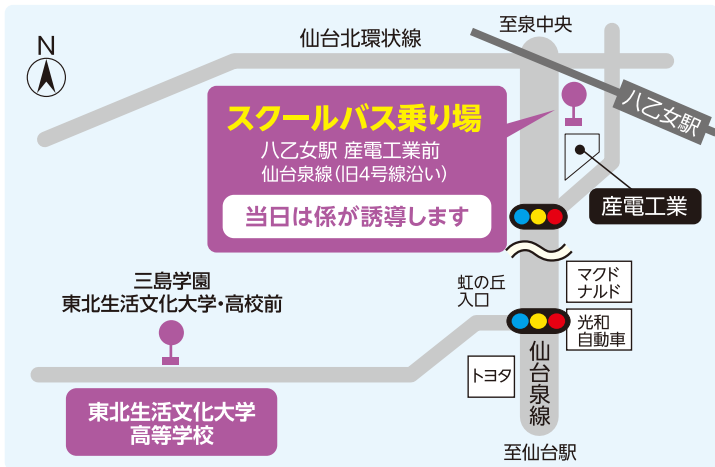 至泉中央
N
仙台北環状線
八乙女駅
スクールバス乗り場
八乙女駅 産電工業前
仙台泉線(旧4号線沿い)
当日は係が誘導します
産電工業
三島学園
東北生活文化大学・高校前
虹の丘
入口
マクド
ナルド
光和
自動車
トヨタ
仙台泉線
東北生活文化大学
高等学校
至仙台駅